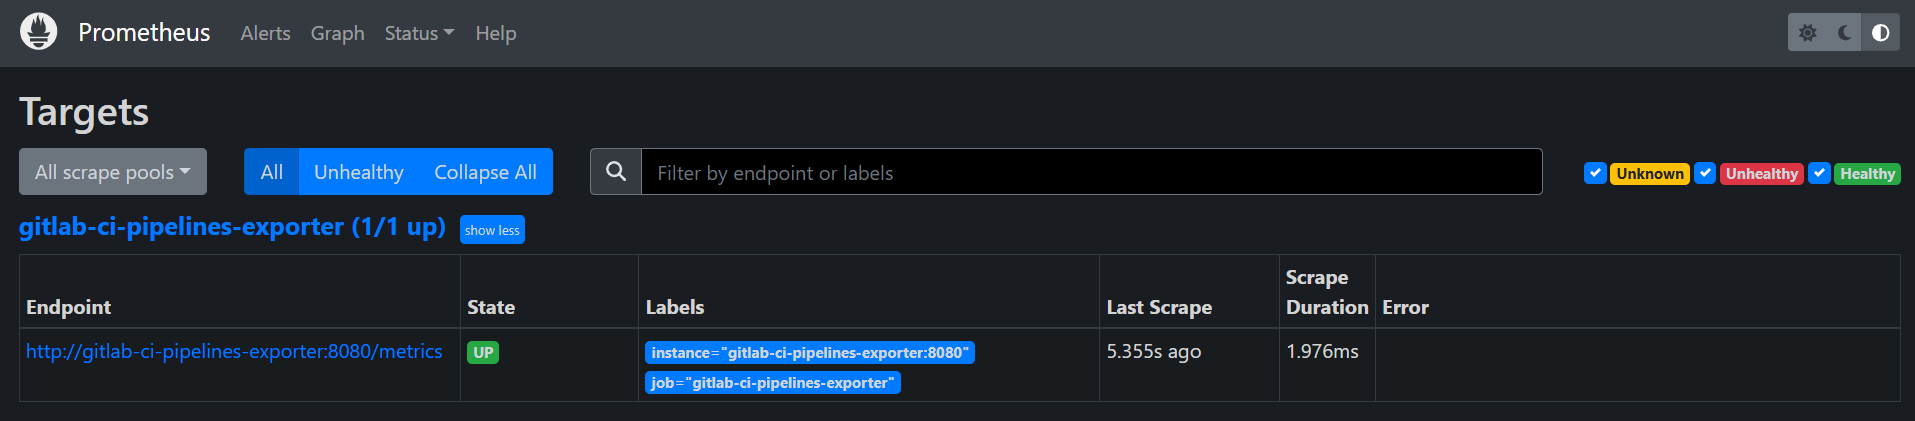 Prometheus Alerts Graph Status Help
Targets
All scrape pools All Unhealthy Collapse All Filter by endpoint or labels Unknown Unhealthy Healthy
gitlab-ci-pipelines-exporter (1/1 up) show less
Endpoint State Labels Last Scrape Scrape Duration Error
http://gitlab-ci-pipelines-exporter:8080/metrics UP instance="gitlab-ci-pipelines-exporter:8080" 5.355s ago 1.976ms
job="gitlab-ci-pipelines-exporter"